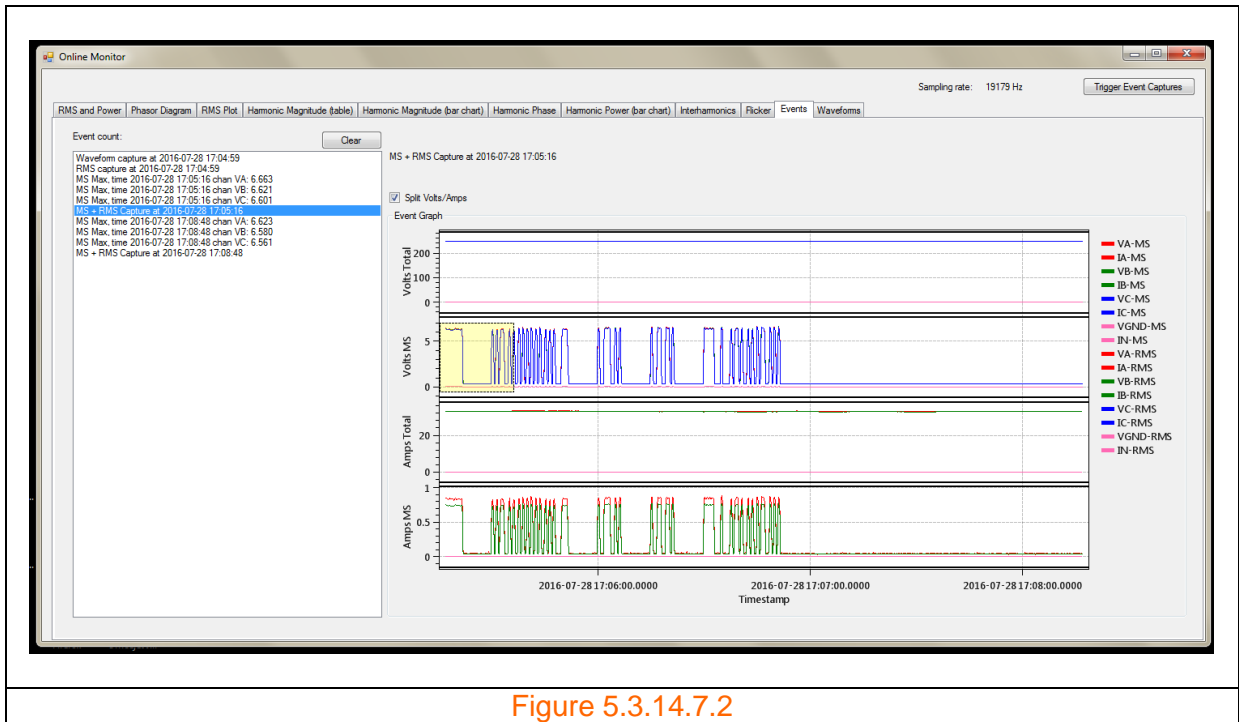 Online Monitor
Sampling rate: 19179 Hz
Trigger Event Captures
RMS and Power
Phasor Diagram
RMS Plot
Harmonic Magnitude (table)
Harmonic Magnitude (bar chart)
Harmonic Phase
Harmonic Power (bar chart)
Interharmonics
Flicker
Events
Waveforms
Event count:
Clear
Waveform capture at 2016-07-28 17:04:59
RMS capture at 2016-07-28 17:04:59
MS Max, time 2016-07-28 17:05:16 chan VA: 6.663
MS Max, time 2016-07-28 17:05:16 chan VB: 6.621
MS Max, time 2016-07-28 17:05:16 chan VC: 6.601
MS + RMS Capture at 2016-07-28 17:05:16
MS Max, time 2016-07-28 17:08:48 chan VA: 6.623
MS Max, time 2016-07-28 17:08:48 chan VB: 6.580
MS Max, time 2016-07-28 17:08:48 chan VC: 6.561
MS + RMS Capture at 2016-07-28 17:08:48
MS + RMS Capture at 2016-07-28 17:05:16
Split Volts/Amps
Event Graph
Volts Total
200
100
0
Volts MS
5
0
Amps Total
20
0
Amps MS
1
0.5
0
2016-07-28 17:06:00.0000
2016-07-28 17:07:00.0000
2016-07-28 17:08:00.0000
Timestamp
VA-MS
IA-MS
VB-MS
IB-MS
VC-MS
IC-MS
VGND-MS
IN-MS
VA-RMS
IA-RMS
VB-RMS
IB-RMS
VC-RMS
IC-RMS
VGND-RMS
IN-RMS
Figure 5.3.14.7.2